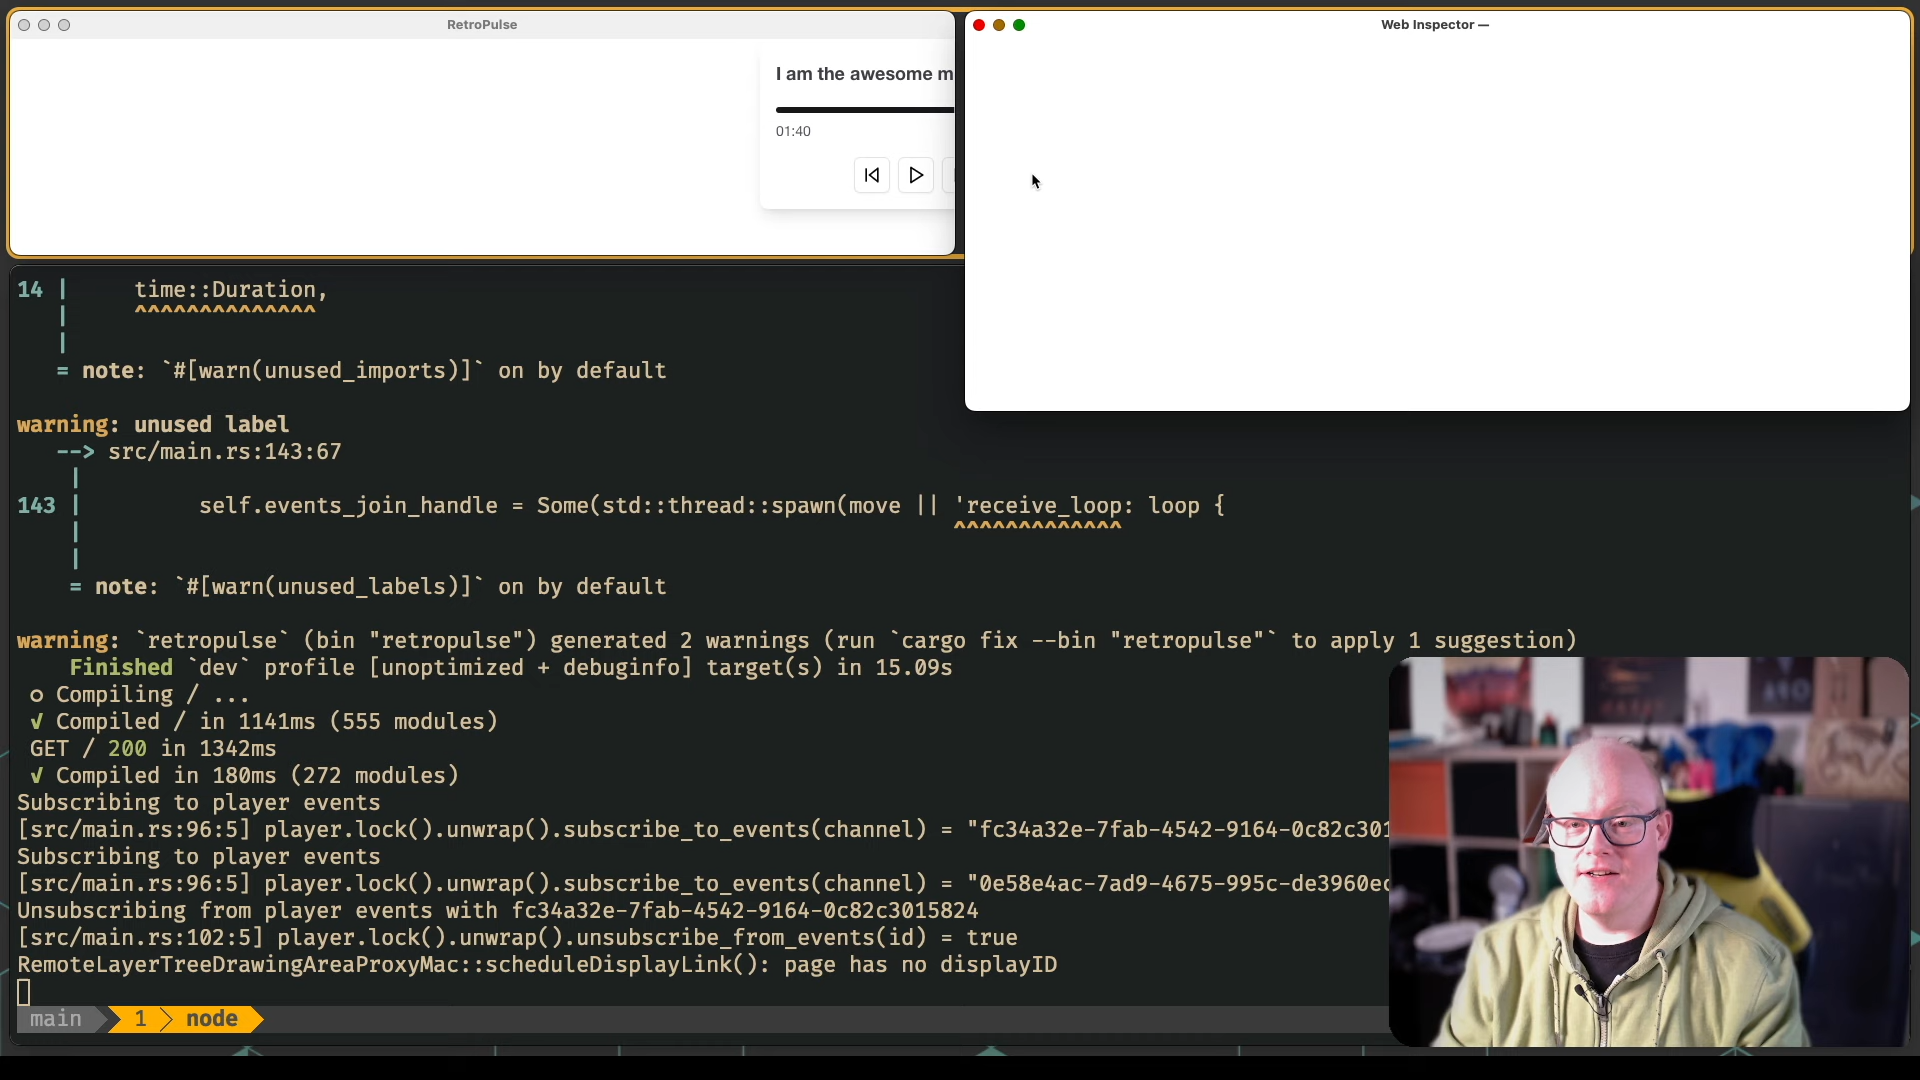 RetroPulse
Web Inspector —
I am the awesome m
01:40
14 |     time::Duration,
^^^^^^^^^^^^^^
= note: `#[warn(unused_imports)]` on by default
warning: unused label
--> src/main.rs:143:67
143 |         self.events_join_handle = Some(std::thread::spawn(move || 'receive_loop: loop {
^^^^^^^^^^^^^
= note: `#[warn(unused_labels)]` on by default
warning: `retropulse` (bin "retropulse") generated 2 warnings (run `cargo fix --bin "retropulse"` to apply 1 suggestion)
Finished `dev` profile [unoptimized + debuginfo] target(s) in 15.09s
○ Compiling / ...
√ Compiled / in 1141ms (555 modules)
GET / 200 in 1342ms
√ Compiled in 180ms (272 modules)
Subscribing to player events
[src/main.rs:96:5] player.lock().unwrap().subscribe_to_events(channel) = "fc34a32e-7fab-4542-9164-0c82c301
Subscribing to player events
[src/main.rs:96:5] player.lock().unwrap().subscribe_to_events(channel) = "0e58e4ac-7ad9-4675-995c-de3960ec
Unsubscribing from player events with fc34a32e-7fab-4542-9164-0c82c3015824
[src/main.rs:102:5] player.lock().unwrap().unsubscribe_from_events(id) = true
RemoteLayerTreeDrawingAreaProxyMac::scheduleDisplayLink(): page has no displayID
main 1 node